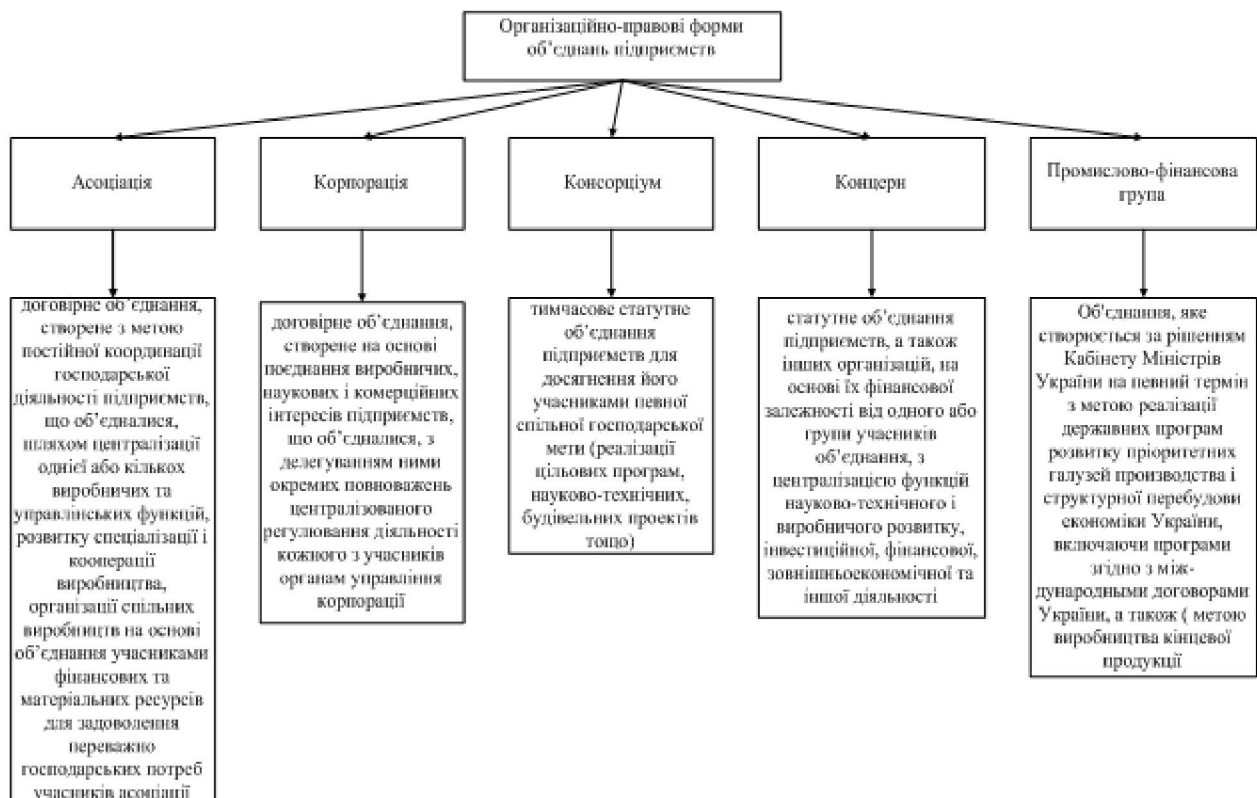 Організаційно-правові форми
об’єднань підприємств
Асоціація
Корпорація
Консорціум
Концерн
Промислово-фінансова
група
договірне об’єднання,
створене з метою
постійної координації
господарської
діяльності підприємств,
що об’єдналися,
шляхом централізації
однієї або кількох
виробничих та
управлінських функцій,
розвитку спеціалізації і
кооперації
виробництва,
організації спільних
виробництв на основі
об’єднання учасниками
фінансових та
матеріальних ресурсів
для задоволення
переважно
господарських потреб
учасників асоціації
договірне об’єднання,
створене на основі
поєднання виробничих,
наукових і комерційних
інтересів підприємств,
що об’єдналися, з
делегуванням ними
окремих повноважень
централізованого
регулювання діяльності
кожного з учасників
органам управління
корпорації
тимчасове статутне
об’єднання
підприємств для
досягнення його
учасниками певної
спільної господарської
мети (реалізації
цільових програм,
науково-технічних,
будівельних проектів
тощо)
статутне об’єднання
підприємств, а також
інших організацій, на
основі їх фінансової
залежності від одного або
групи учасників
об’єднання, з
централізацією функцій
науково-технічного і
виробничого розвитку,
інвестиційної, фінансової,
зовнішньоекономічної та
іншої діяльності
Об’єднання, яке
створюється за рішенням
Кабінету Міністрів
України на певний термін
з метою реалізації
державних програм
розвитку пріоритетних
галузей производства і
структурної перебудови
економіки України,
включаючи програми
згідно з між-
дународными договорами
України, а також ( метою
виробництва кінцевої
продукції